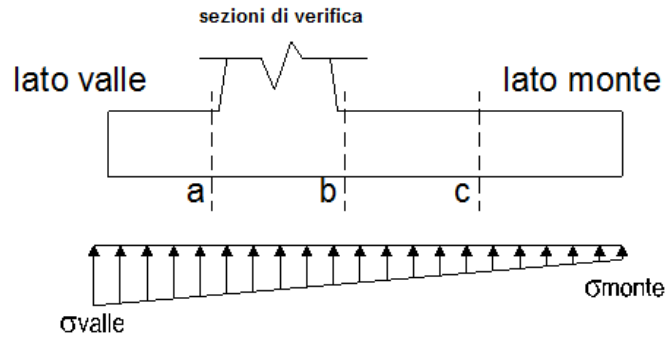 sezioni di verifica
lato valle
lato monte
a
b
c
σvalle
σmonte